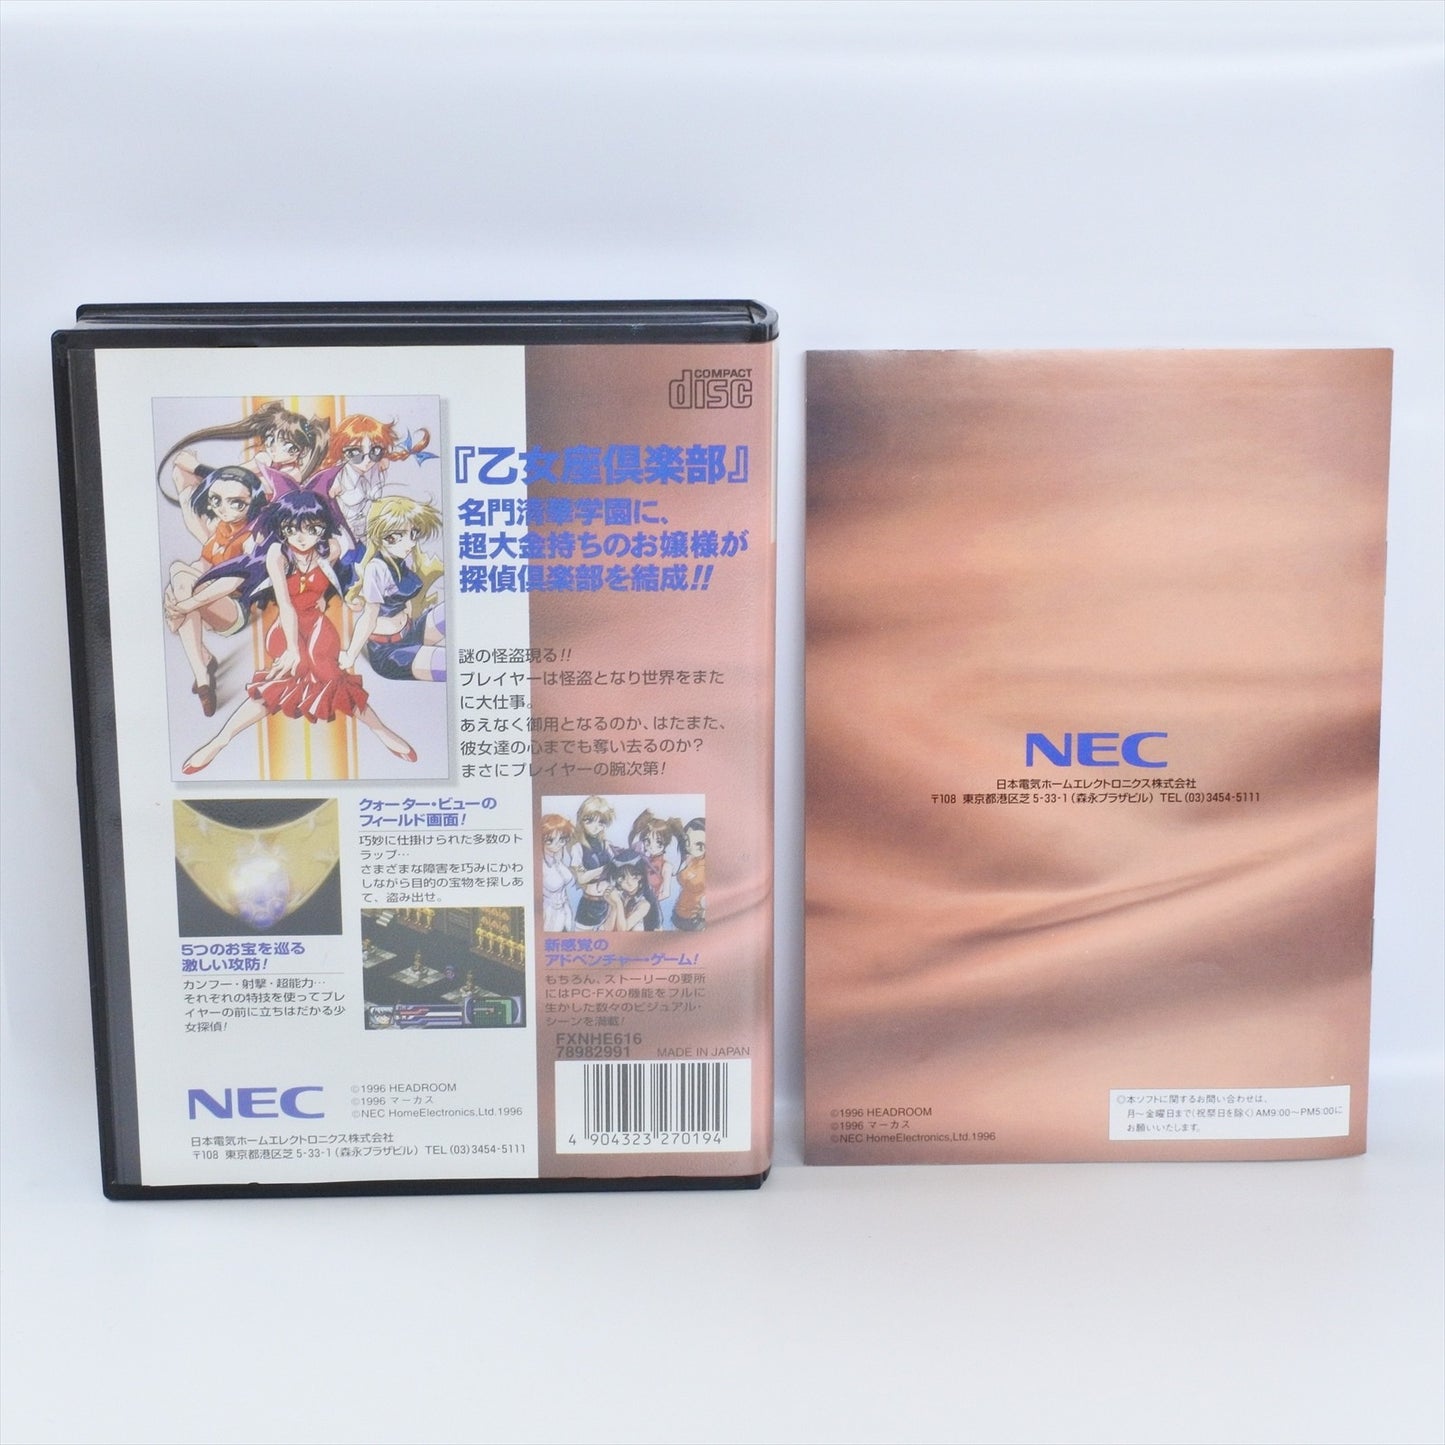 COMPACT
disc
『乙女座倶楽部』
名門清華学園に、
超大金持ちのお嬢様が
探偵倶楽部を結成!!
謎の怪盗現る!!
プレイヤーは怪盗となり世界をまた
に大仕事。
あえなく御用となるのか、はたまた、
彼女達の心までも奪い去るのか?
まさにプレイヤーの腕次第!
クォーター・ビューの
フィールド画面!
巧妙に仕掛けられた多数のト
ラップ…
さまざまな障害を巧みにかわ
しながら目的の宝物を探しあ
て、盗み出せ。
5つのお宝を巡る
激しい攻防!
カンフー・射撃・超能力…
それぞれの特技を使ってプレ
イヤーの前に立ちはだかる少
女探偵!
新感覚の
アドベンチャー・ゲーム!
もちろん、ストーリーの要所
にはPC-FXの機能をフルに
生かした数々のビジュアル・
シーンを満載!
FXNHE616
78982991 MADE IN JAPAN
NEC
©1996 HEADROOM
©1996 マーカス
©NEC HomeElectronics,Ltd.1996
日本電気ホームエレクトロニクス株式会社
〒108 東京都港区芝5-33-1(森永プラザビル) TEL(03)3454-5111
4 904323 270194
NEC
日本電気ホームエレクトロニクス株式会社
〒108 東京都港区芝5-33-1(森永プラザビル) TEL(03)3454-5111
©1996 HEADROOM
©1996 マーカス
©NEC HomeElectronics,Ltd.1996
◎本ソフトに関するお問い合わせは、
月〜金曜日まで(祝祭日を除く)AM9:00〜PM5:00に
お願いいたします。